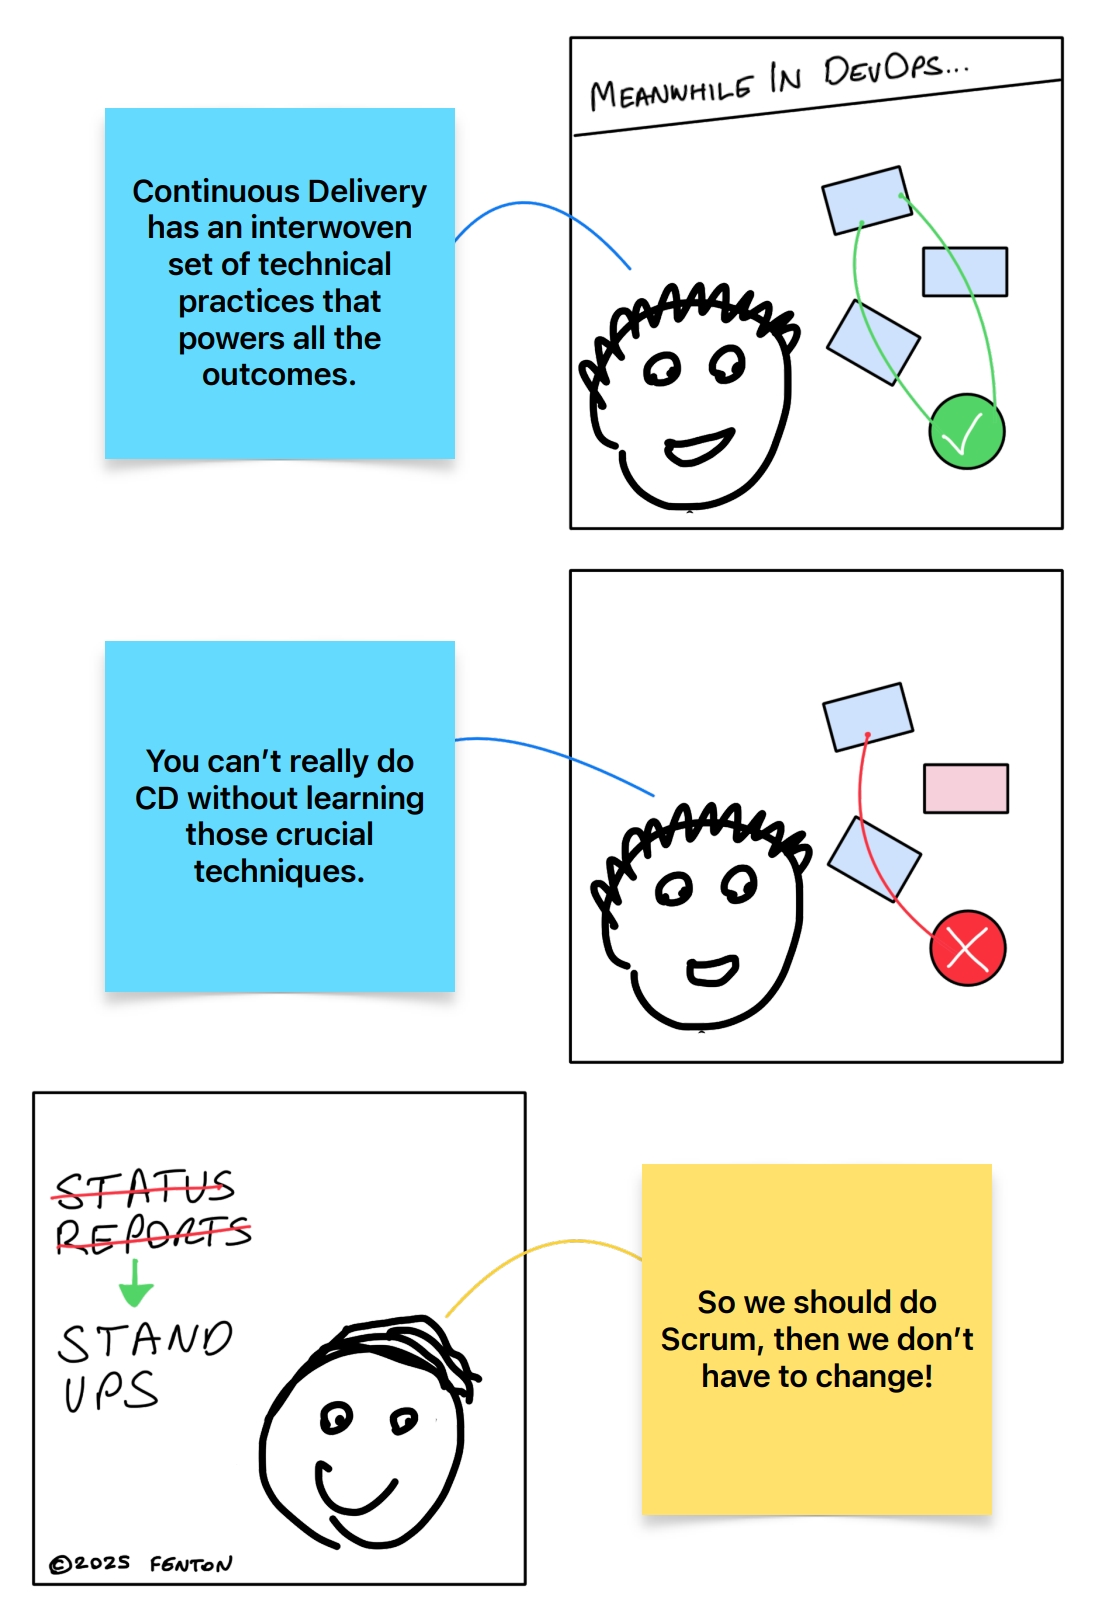 MEANWHILE IN DEVOPS...
Continuous Delivery
has an interwoven
set of technical
practices that
powers all the
outcomes.
You can’t really do
CD without learning
those crucial
techniques.
STATUS
REPORTS
STAND
UPS
So we should do
Scrum, then we don’t
have to change!
©2025 FENTON